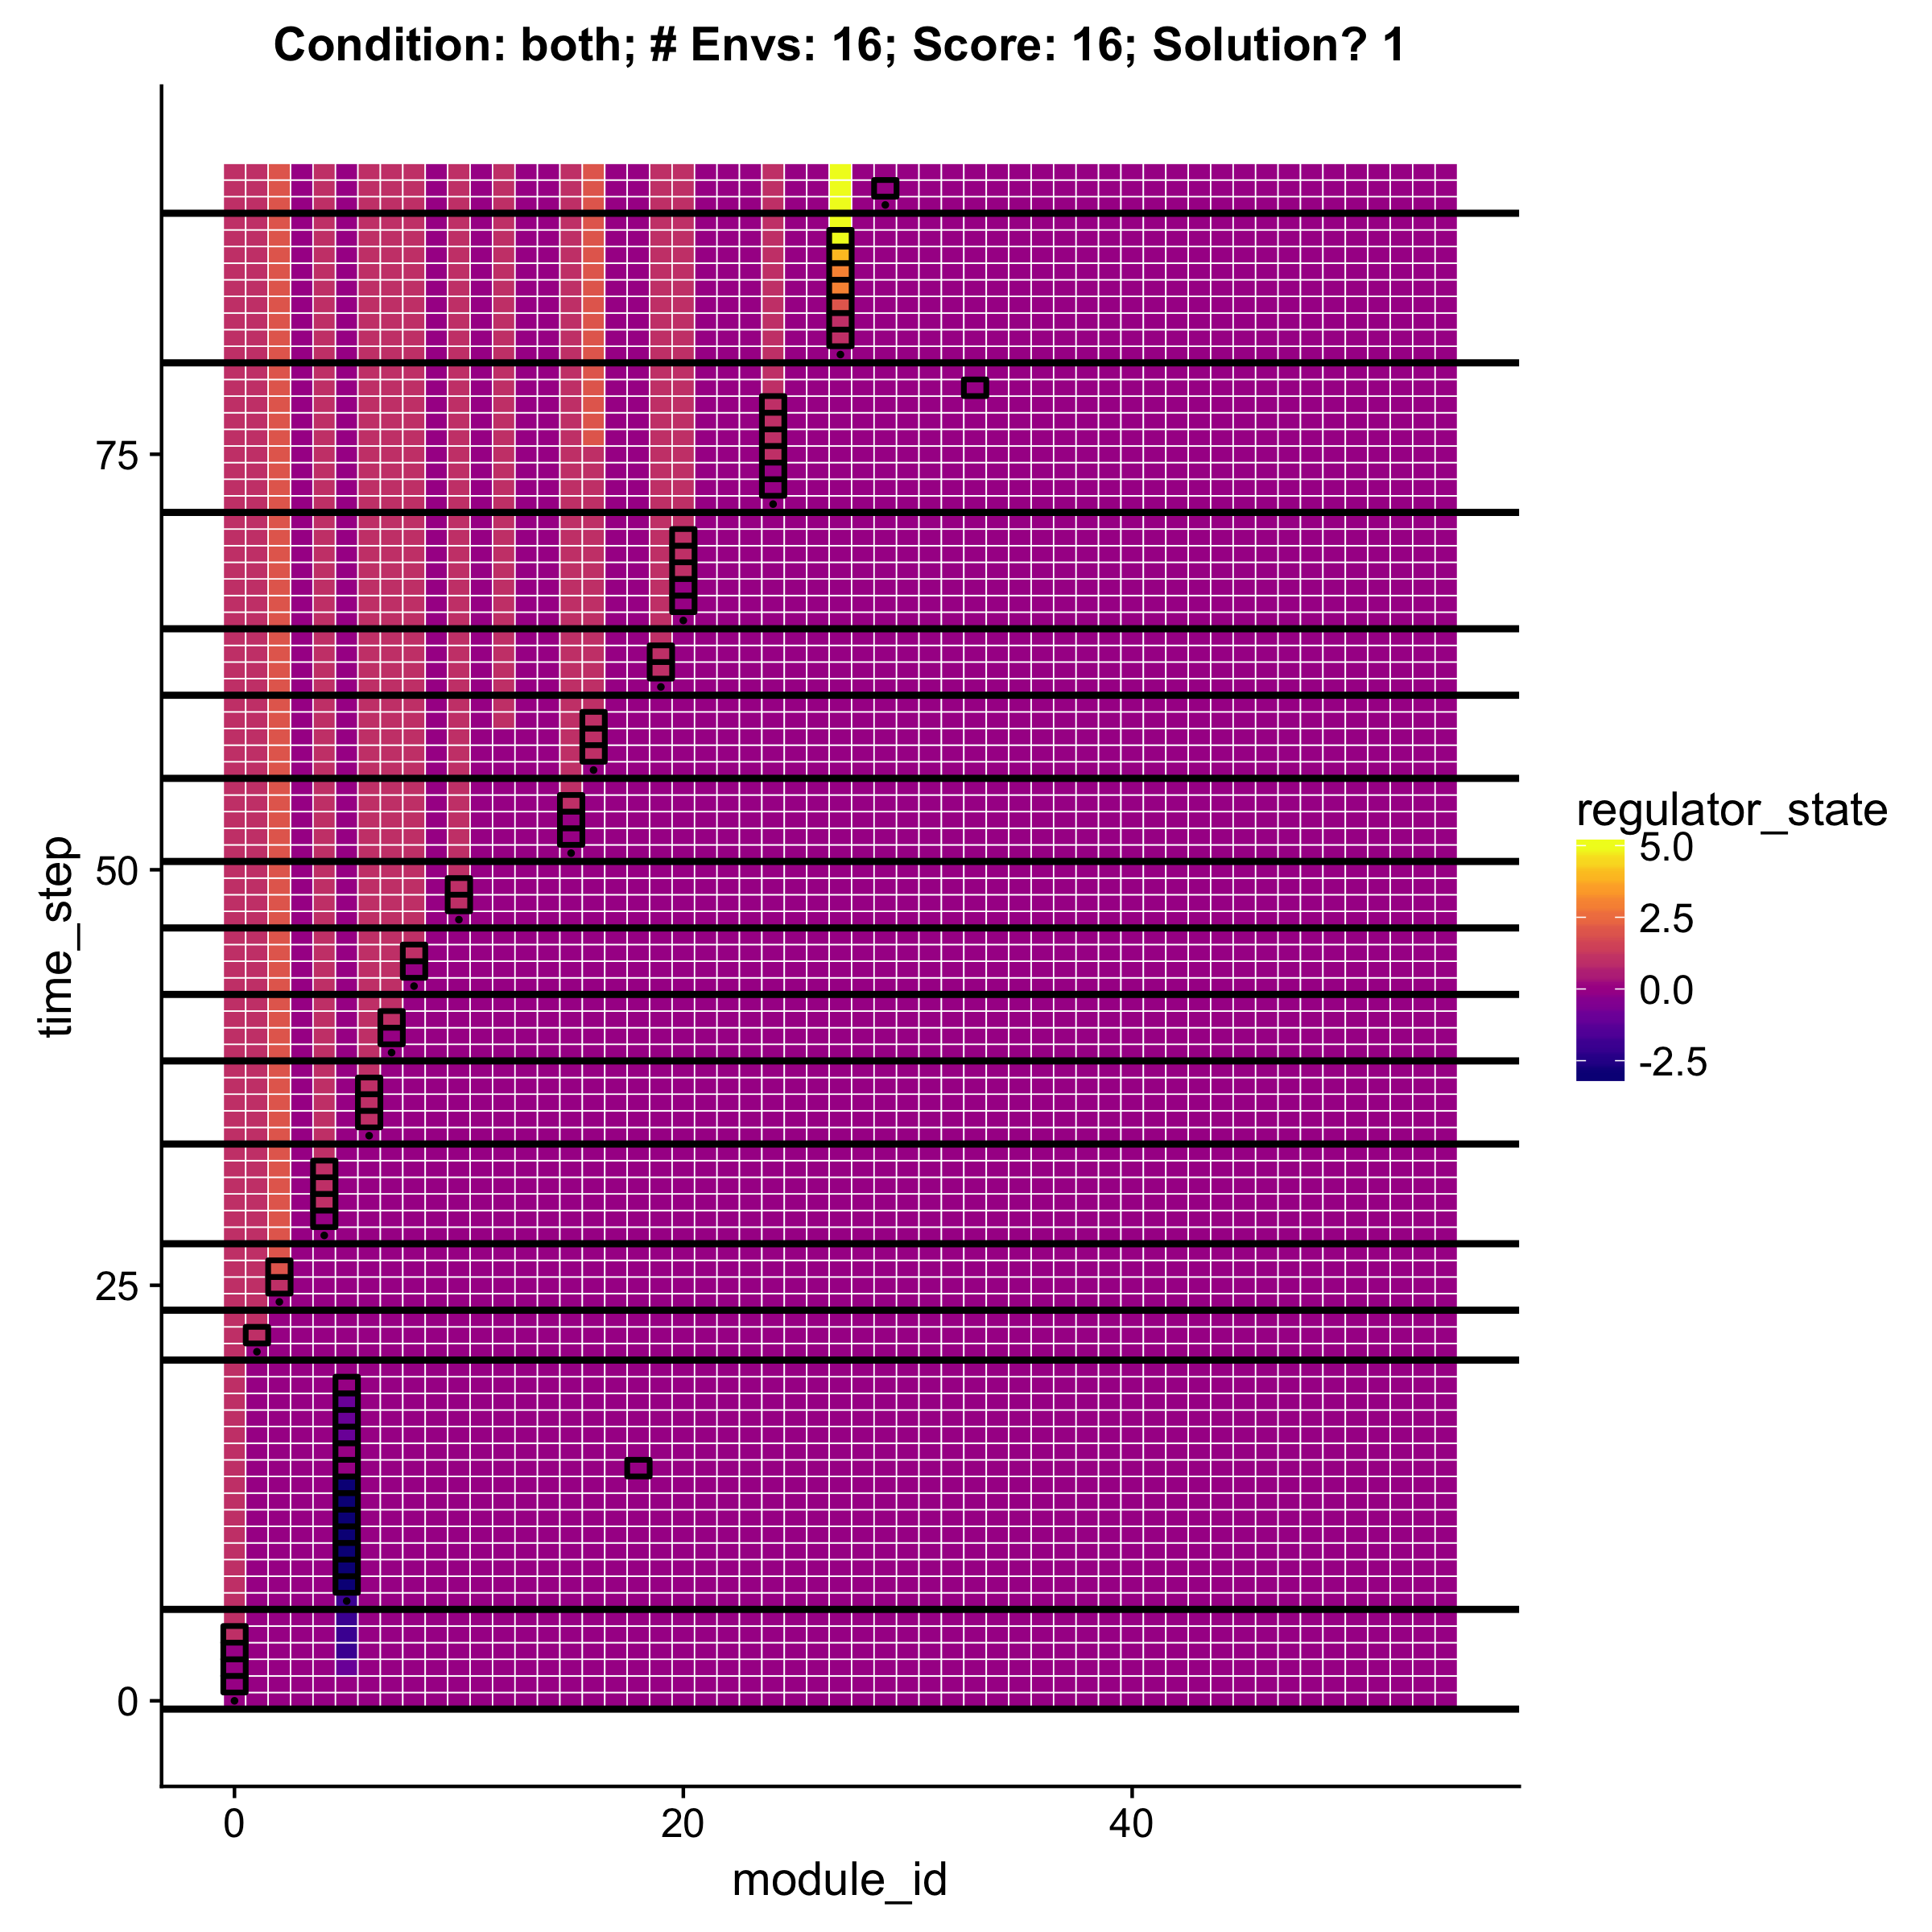 Condition: both; # Envs: 16; Score: 16; Solution? 1
time_step
75
50
25
0
0
20
40
module_id
regulator_state
5.0
2.5
0.0
-2.5